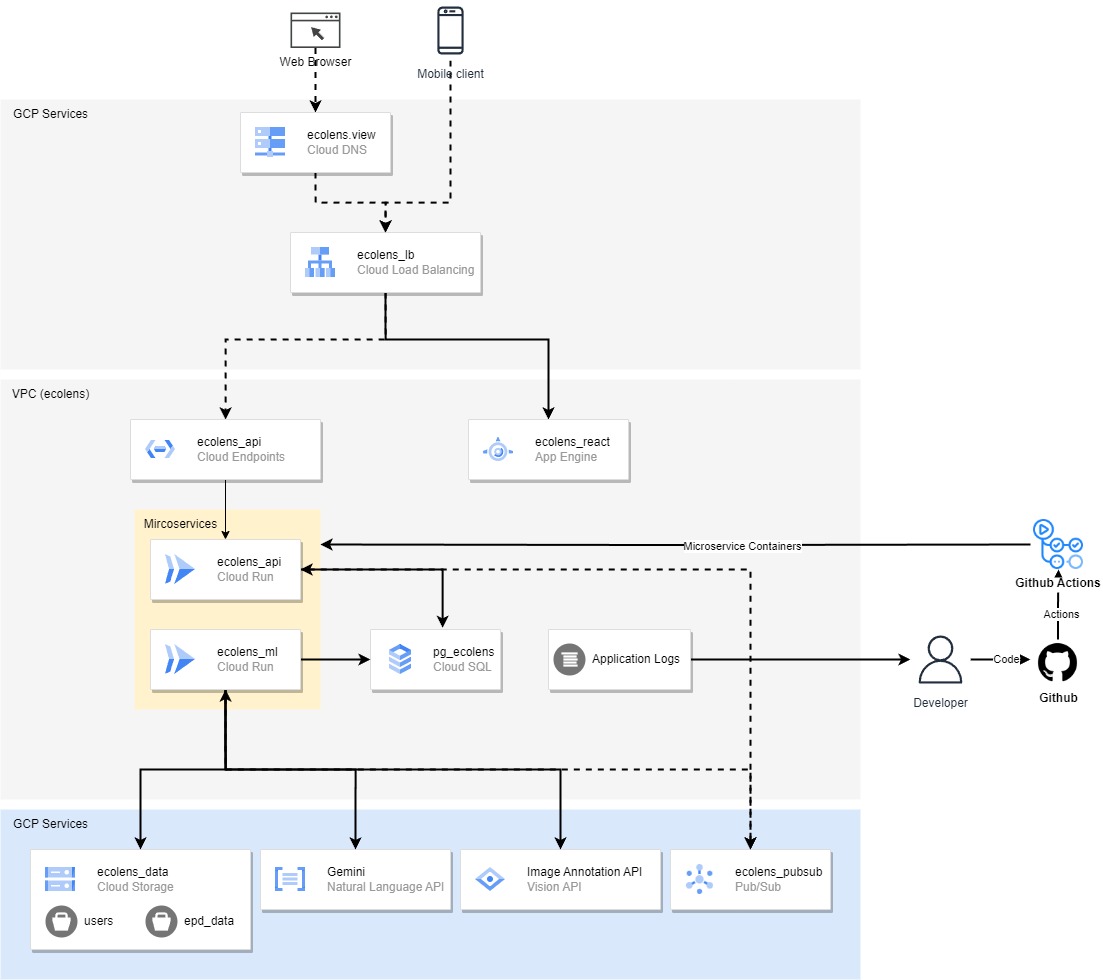 Web Browser
Mobile client
GCP Services
ecolens.view
Cloud DNS
ecolens_lb
Cloud Load Balancing
VPC (ecolens)
ecolens_api
Cloud Endpoints
ecolens_react
App Engine
Mircoservices
ecolens_api
Cloud Run
Microservice Containers
Github Actions
Actions
ecolens_ml
Cloud Run
pg_ecolens
Cloud SQL
Application Logs
Developer
Code
Github
GCP Services
ecolens_data
Cloud Storage
users
epd_data
Gemini
Natural Language API
Image Annotation API
Vision API
ecolens_pubsub
Pub/Sub